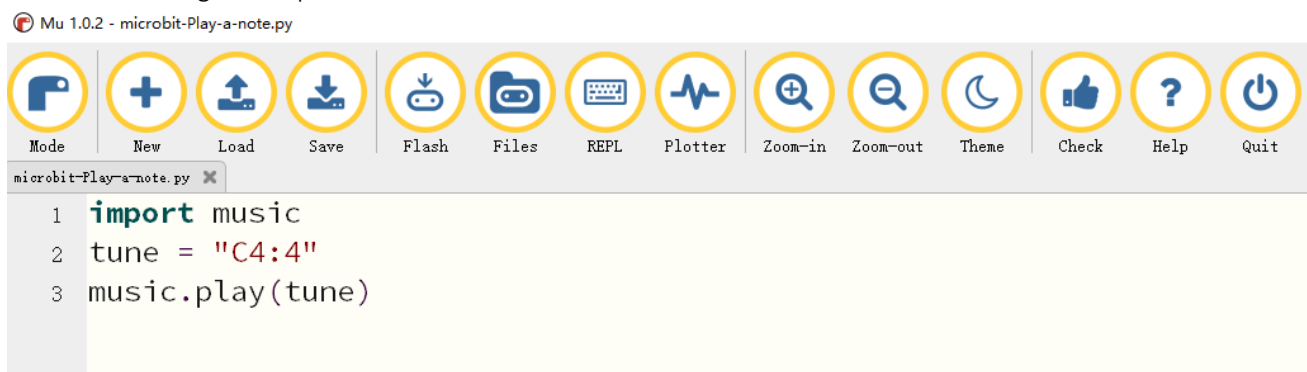 Mu 1.0.2 - microbit-Play-a-note.py
Mode New Load Save Flash Files REPL Plotter Zoom-in Zoom-out Theme Check Help Quit
microbit-Play-a-note.py
1 import music
2 tune = "C4:4"
3 music.play(tune)